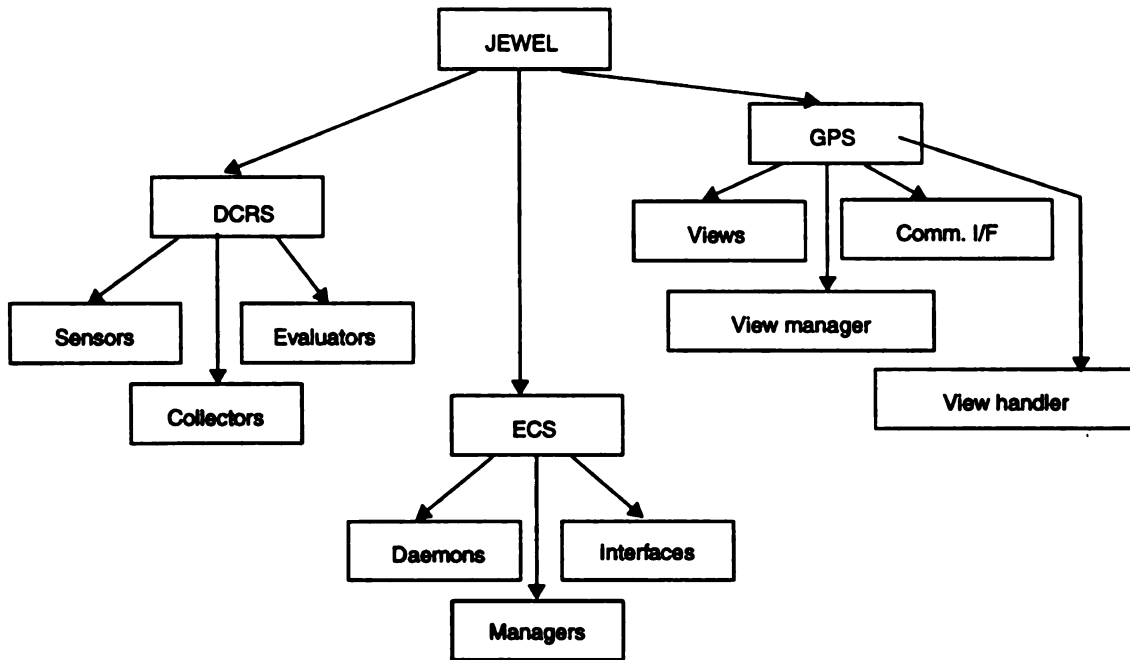 JEWEL
GPS
DCRS
Views
Comm. I/F
View manager
Sensors
Evaluators
View handler
Collectors
ECS
Daemons
Interfaces
Managers